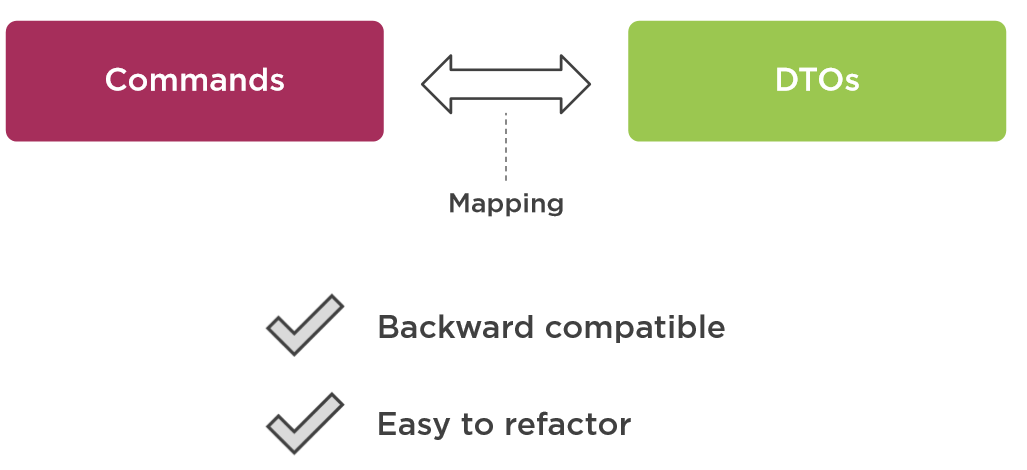 Commands
DTOs
Mapping
Backward compatible
Easy to refactor